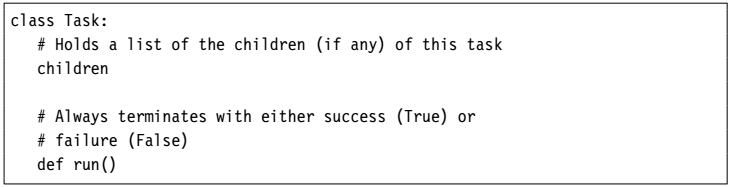 class Task:
# Holds a list of the children (if any) of this task
children
# Always terminates with either success (True) or
# failure (False)
def run()